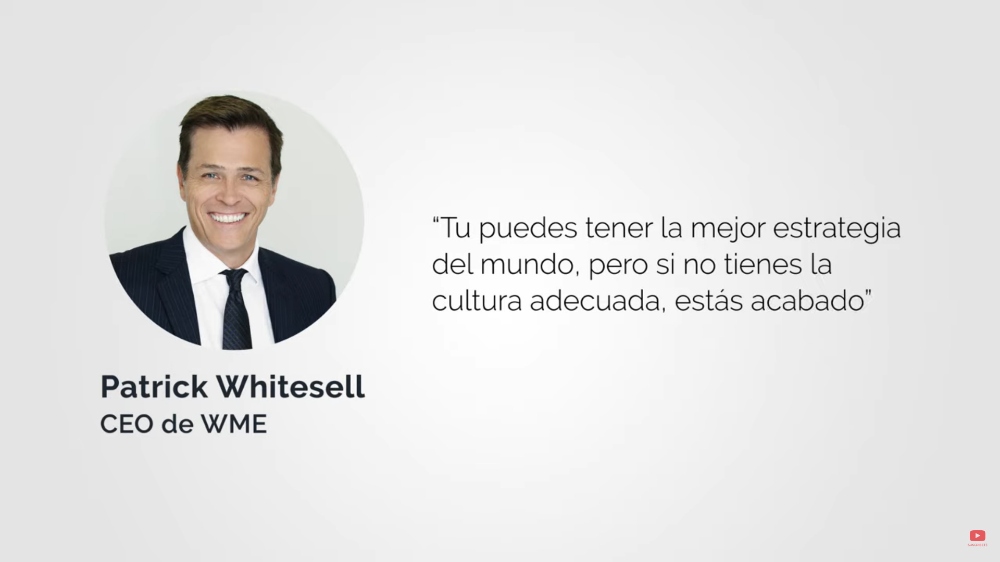 “Tu puedes tener la mejor estrategia
del mundo, pero si no tienes la
cultura adecuada, estás acabado”
Patrick Whitesell
CEO de WME
SUSCRIBETE